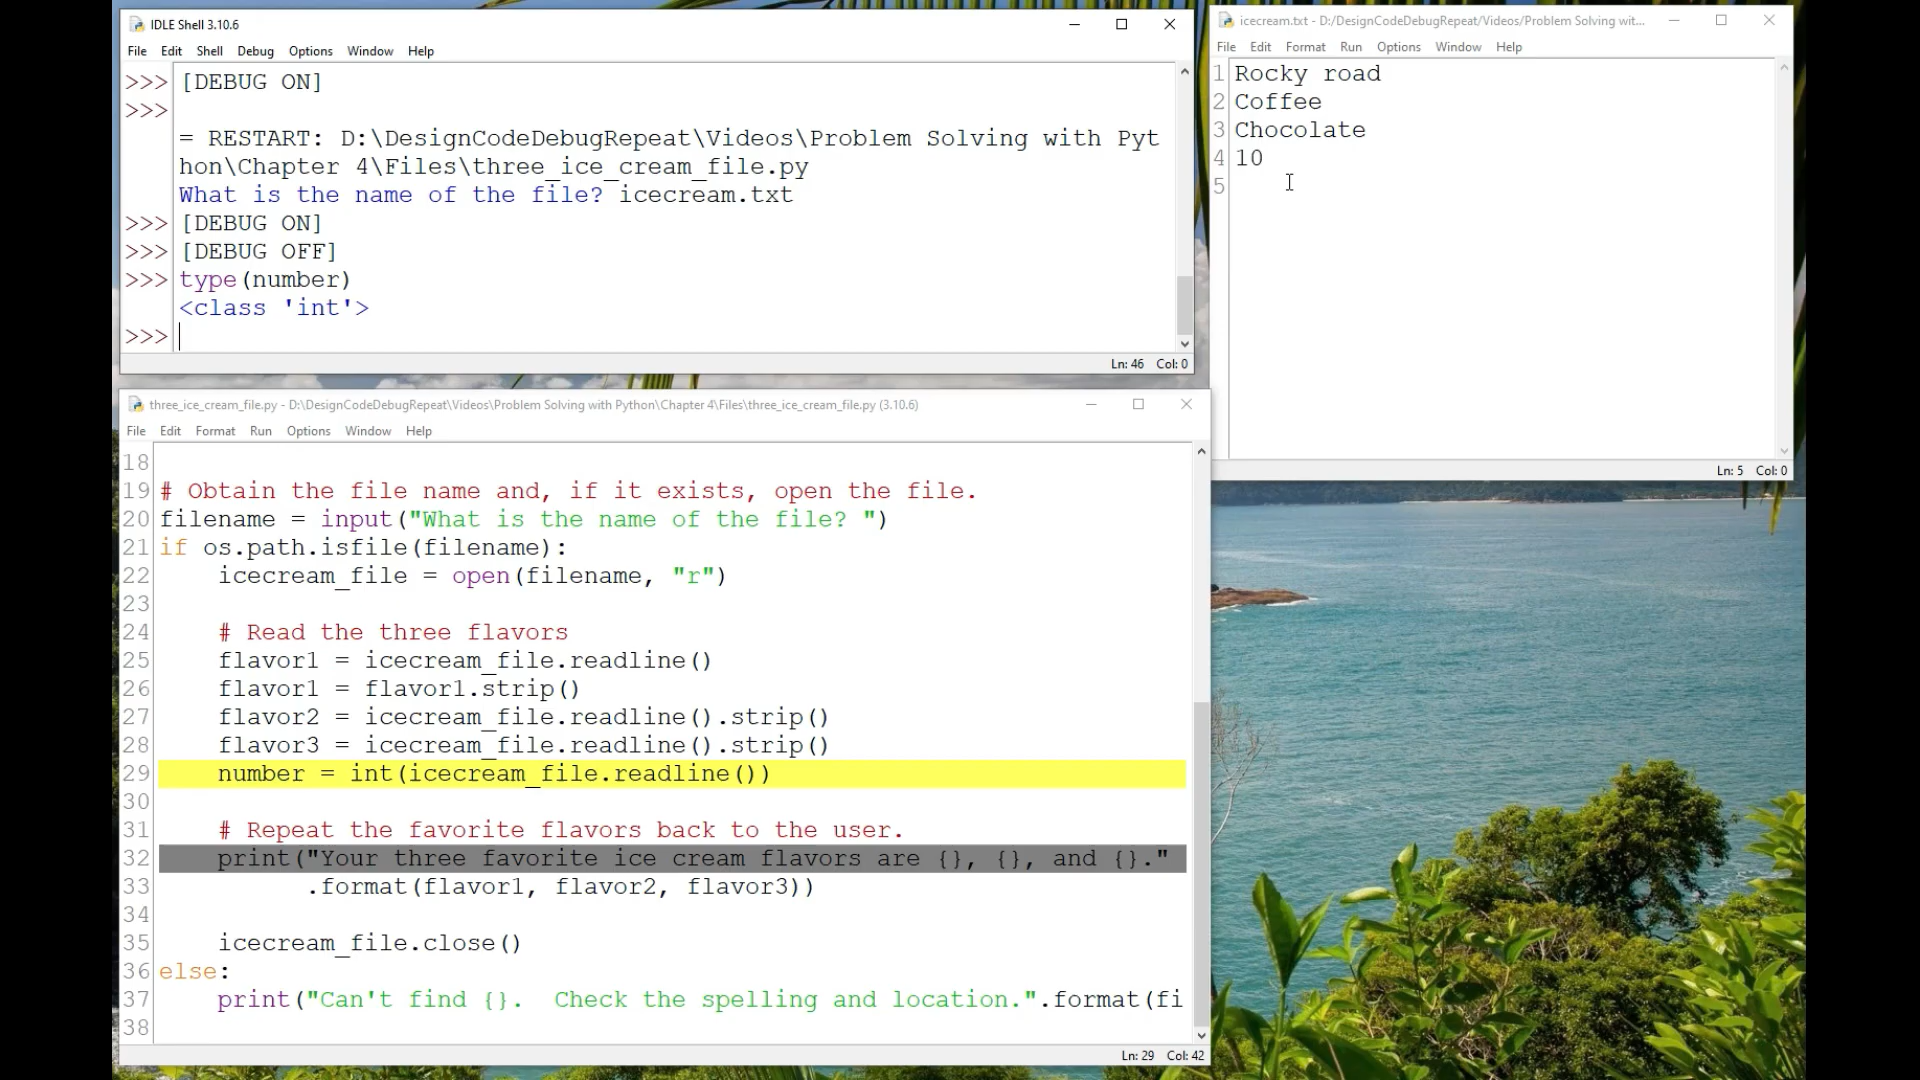 IDLE Shell 3.10.6
File Edit Shell Debug Options Window Help
>>> [DEBUG ON]
>>>
= RESTART: D:\DesignCodeDebugRepeat\Videos\Problem Solving with Pyt
hon\Chapter 4\Files\three_ice_cream_file.py
What is the name of the file? icecream.txt
>>> [DEBUG ON]
>>> [DEBUG OFF]
>>> type(number)
<class 'int'>
>>>
Ln: 46 Col: 0
icecream.txt - D:/DesignCodeDebugRepeat/Videos/Problem Solving wit...
File Edit Format Run Options Window Help
1 Rocky road
2 Coffee
3 Chocolate
4 10
5
Ln: 5 Col: 0
three_ice_cream_file.py - D:\DesignCodeDebugRepeat\Videos\Problem Solving with Python\Chapter 4\Files\three_ice_cream_file.py (3.10.6)
File Edit Format Run Options Window Help
18
19 # Obtain the file name and, if it exists, open the file.
20 filename = input("What is the name of the file? ")
21 if os.path.isfile(filename):
22     icecream_file = open(filename, "r")
23
24     # Read the three flavors
25     flavor1 = icecream_file.readline()
26     flavor1 = flavor1.strip()
27     flavor2 = icecream_file.readline().strip()
28     flavor3 = icecream_file.readline().strip()
29     number = int(icecream_file.readline())
30
31     # Repeat the favorite flavors back to the user.
32     print("Your three favorite ice cream flavors are {}, {}, and {}."
33           .format(flavor1, flavor2, flavor3))
34
35     icecream_file.close()
36 else:
37     print("Can't find {}.  Check the spelling and location.".format(fi
38
Ln: 29 Col: 42